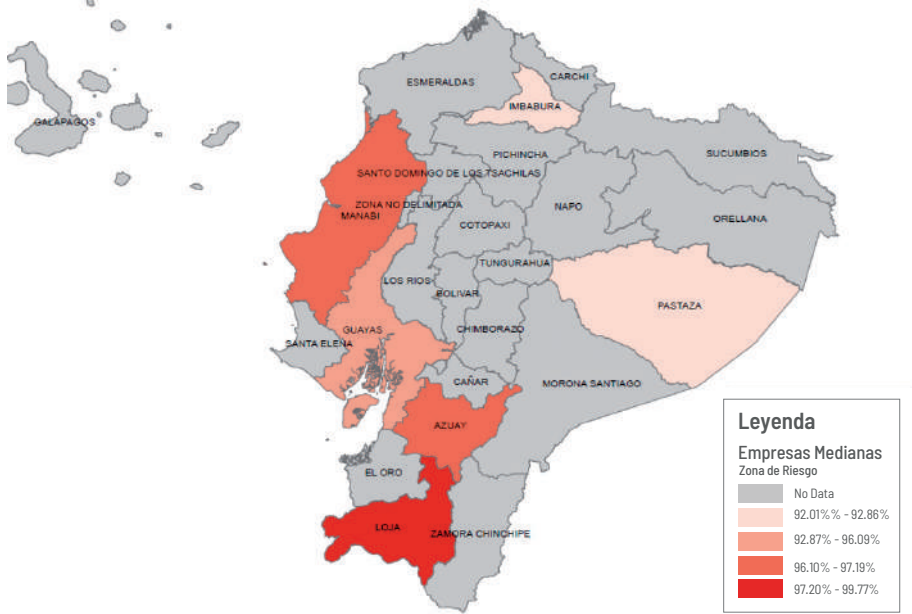 CARCHI
ESMERALDAS
IMBABURA
GALÁPAGOS
PICHINCHA
SUCUMBIOS
SANTO DOMINGO DE LOS TSACHILAS
ZONA NO DELIMITADA
NAPO
MANABÍ
ORELLANA
COTOPAXI
TUNGURAHUA
LOS RIOS
BOLIVAR
PASTAZA
GUAYAS
CHIMBORAZO
SANTA ELENA
CAÑAR
MORONA SANTIAGO
AZUAY
EL ORO
LOJA
ZAMORA CHINCHIPE
Leyenda
Empresas Medianas
Zona de Riesgo
No Data
92.01%% - 92.86%
92.87% - 96.09%
96.10% - 97.19%
97.20% - 99.77%